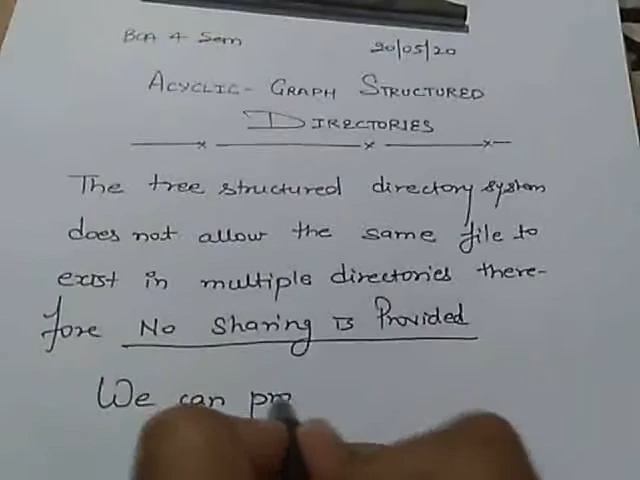 BCA 4 Sem
20/05/20
ACYCLIC - GRAPH STRUCTURED
DIRECTORIES
The tree structured directory system
does not allow the same file to
exist in multiple directories there-
fore No Sharing is Provided
We can pr